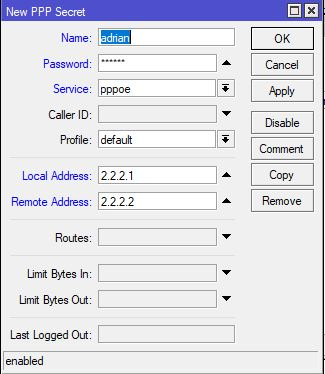 New PPP Secret
Name: adrian
OK
Password: ******
Cancel
Service: pppoe
Apply
Caller ID:
Disable
Profile: default
Comment
Local Address: 2.2.2.1
Copy
Remote Address: 2.2.2.2
Remove
Routes:
Limit Bytes In:
Limit Bytes Out:
Last Logged Out:
enabled